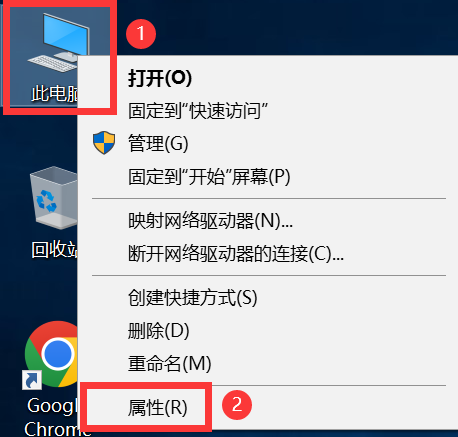 1
此电脑
打开(O)
固定到“快速访问”
管理(G)
固定到“开始”屏幕(P)
映射网络驱动器(N)...
断开网络驱动器的连接(C)...
回收站
创建快捷方式(S)
删除(D)
重命名(M)
属性(R)
2
Google
Chrome